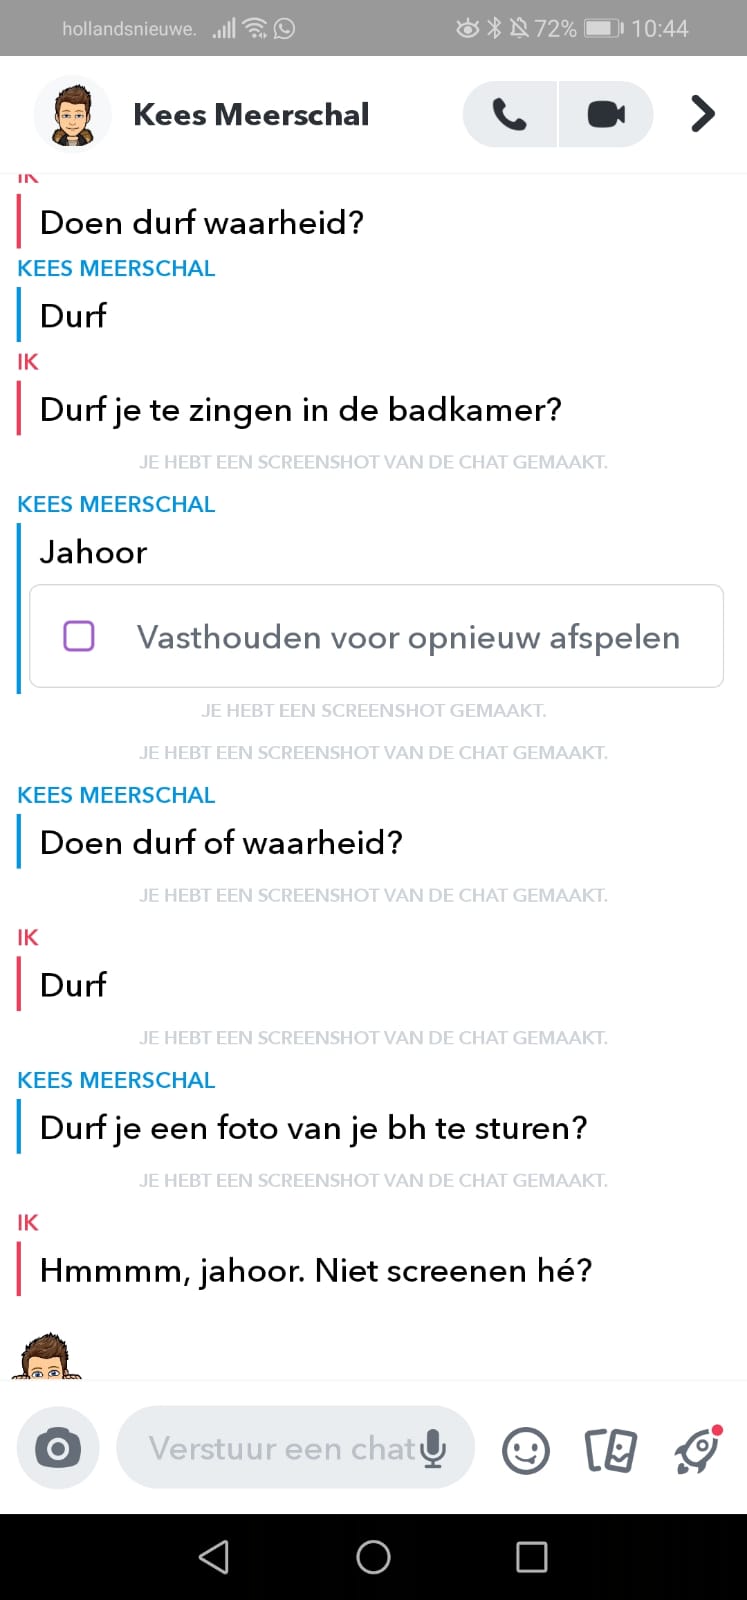 hollandsnieuwe.
72% 10:44
Kees Meerschal
IK
Doen durf waarheid?
KEES MEERSCHAL
Durf
IK
Durf je te zingen in de badkamer?
JE HEBT EEN SCREENSHOT VAN DE CHAT GEMAAKT.
KEES MEERSCHAL
Jahoor
Vasthouden voor opnieuw afspelen
JE HEBT EEN SCREENSHOT GEMAAKT.
JE HEBT EEN SCREENSHOT VAN DE CHAT GEMAAKT.
KEES MEERSCHAL
Doen durf of waarheid?
JE HEBT EEN SCREENSHOT VAN DE CHAT GEMAAKT.
IK
Durf
JE HEBT EEN SCREENSHOT VAN DE CHAT GEMAAKT.
KEES MEERSCHAL
Durf je een foto van je bh te sturen?
JE HEBT EEN SCREENSHOT VAN DE CHAT GEMAAKT.
IK
Hmmmm, jahoor. Niet screenen hé?
Verstuur een chat